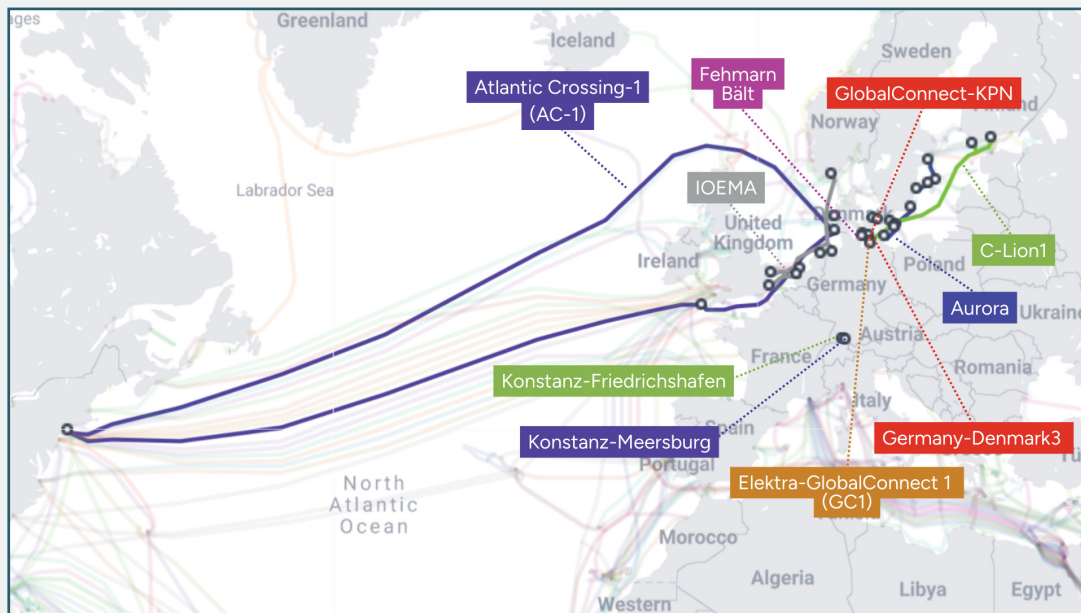 ges
Greenland
Iceland
Sweden
Atlantic Crossing-1
(AC-1)
Fehmarn
Bält
GlobalConnect-KPN
Norway
Labrador Sea
IOEMA
Denmark
United
Kingdom
Ireland
C-Lion1
Poland
Germany
Aurora
Ukraine
Austria
France
Romania
Konstanz-Friedrichshafen
Italy
Konstanz-Meersburg
Spain
Germany-Denmark3
Portugal
Elektra-GlobalConnect 1
(GC1)
North
Atlantic
Ocean
Morocco
Algeria
Libya
Egypt
Western